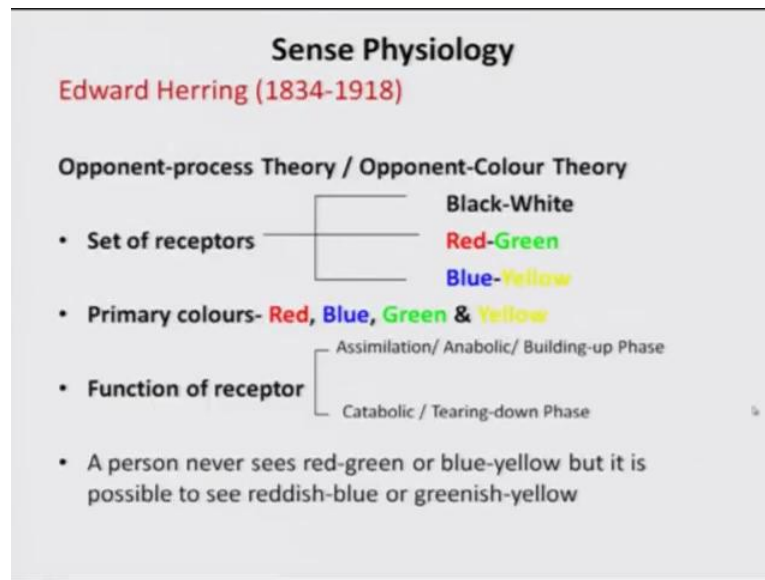 Sense Physiology
Edward Herring (1834-1918)
Opponent-process Theory / Opponent-Colour Theory
Black-White
• Set of receptors Red-Green
Blue-Yellow
• Primary colours- Red, Blue, Green & Yellow
Assimilation/ Anabolic/ Building-up Phase
• Function of receptor
Catabolic / Tearing-down Phase
• A person never sees red-green or blue-yellow but it is
possible to see reddish-blue or greenish-yellow